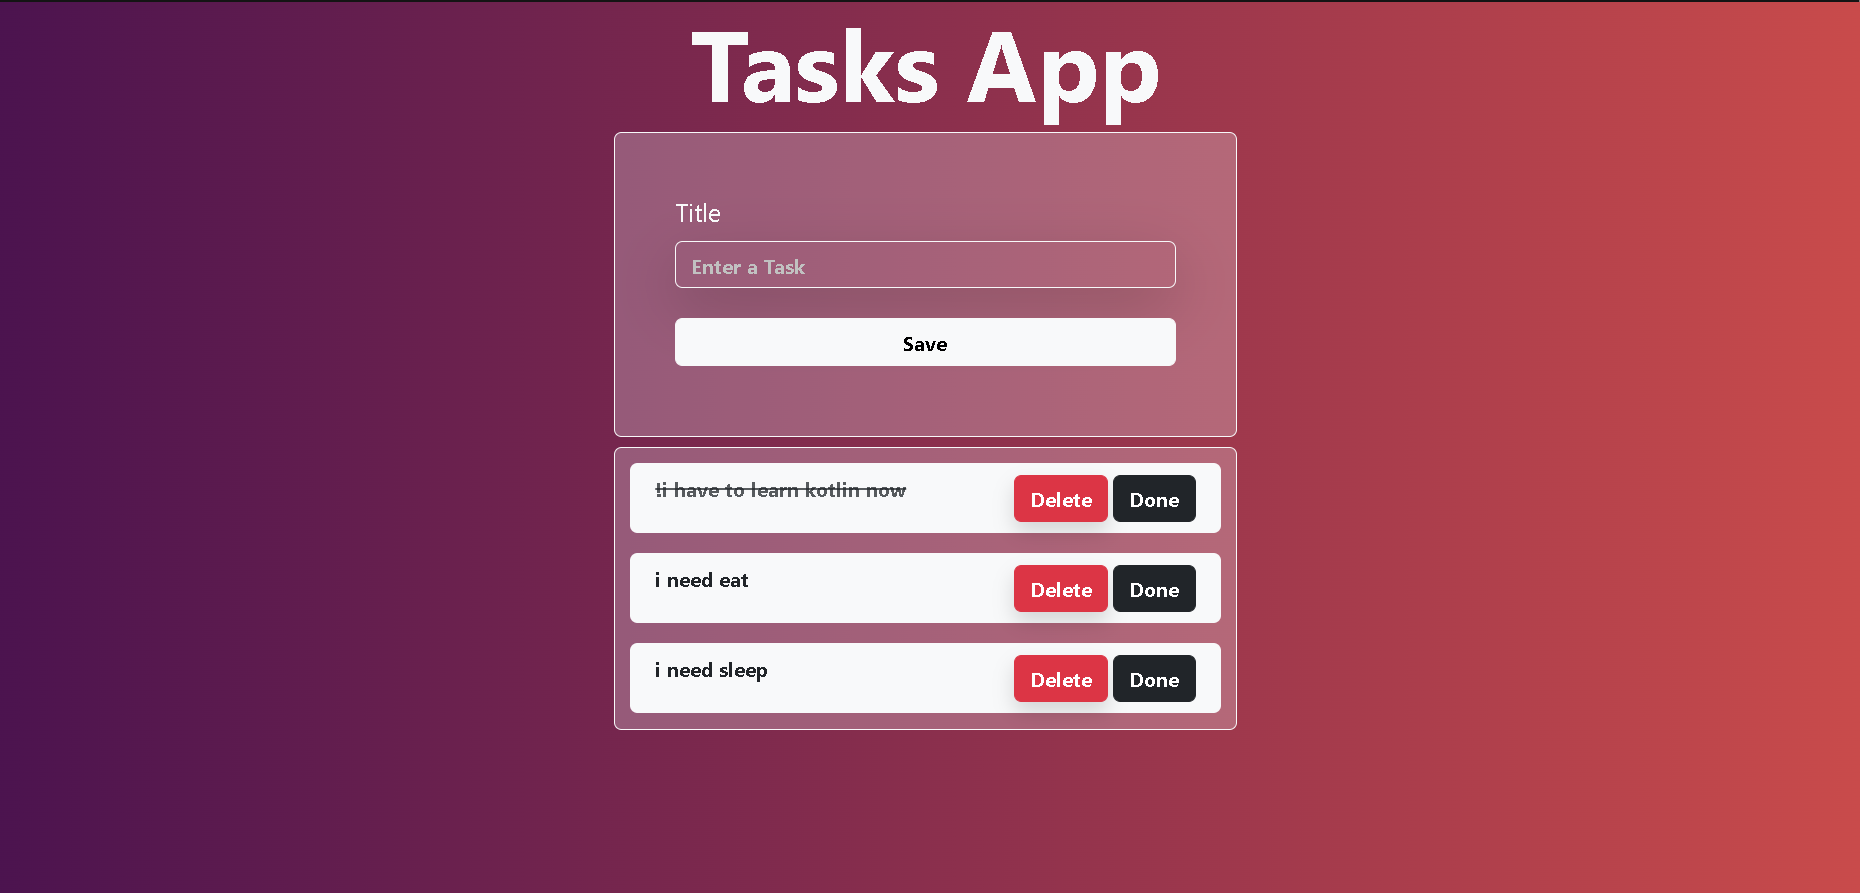 Tasks App
Title
Enter a Task
Save
!i have to learn kotlin now Delete Done
i need eat Delete Done
i need sleep Delete Done